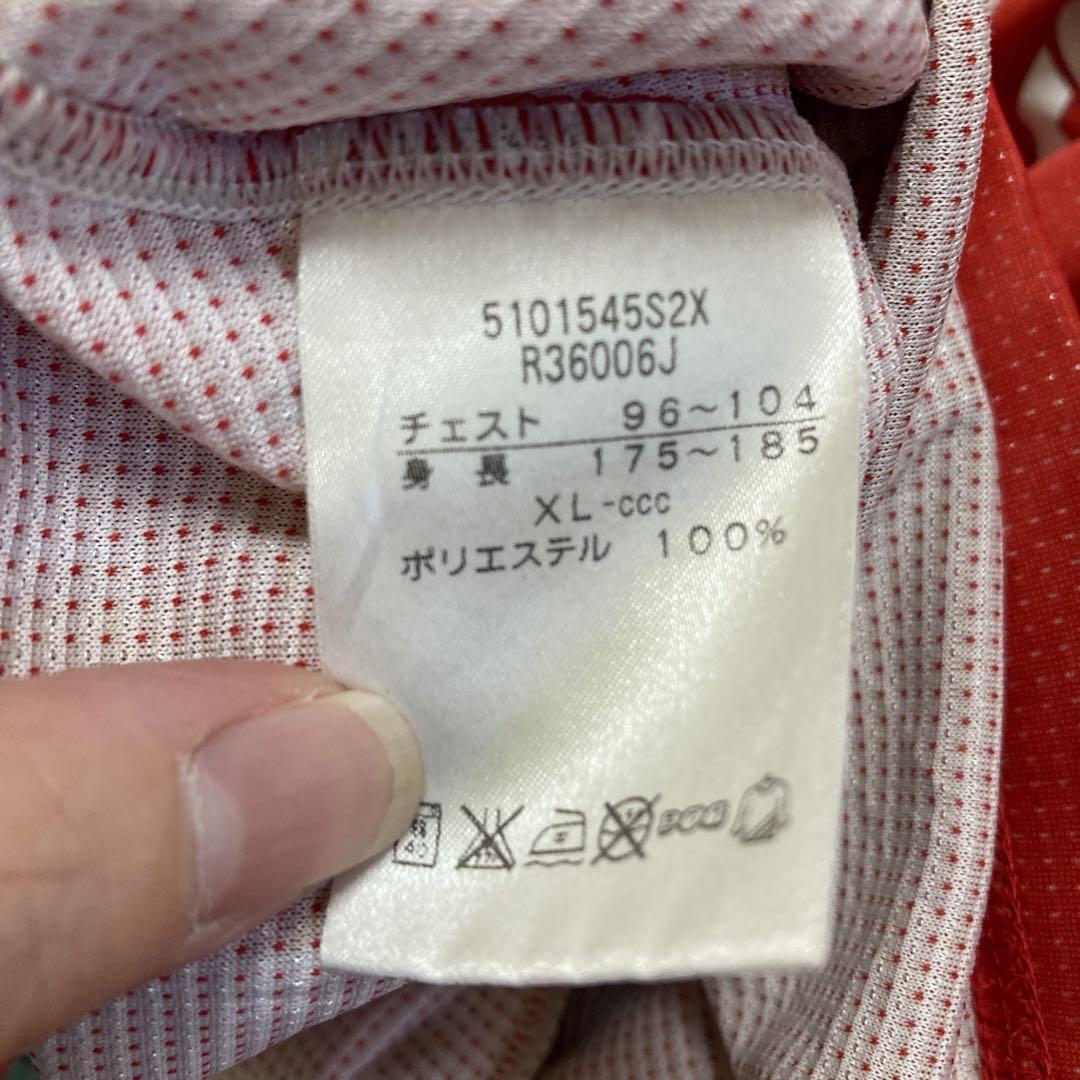 5101545S2X
R36006J
チェスト 96~104
身長 175~185
XL-ccc
ポリエステル 100%